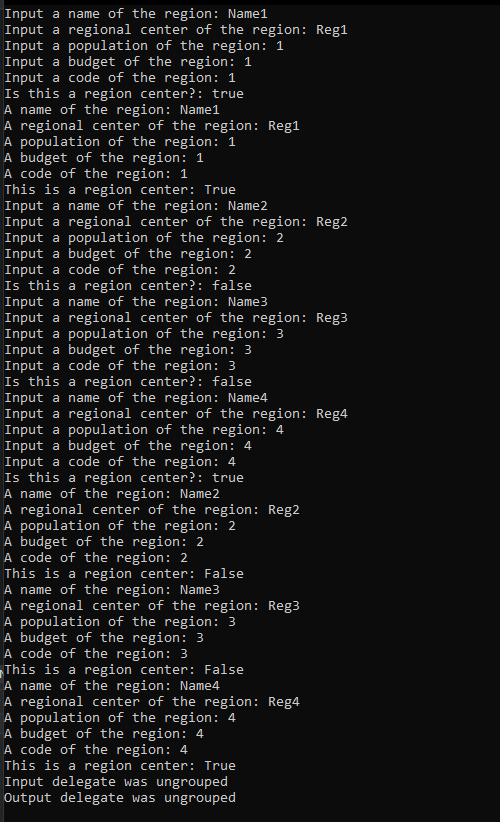 Input a name of the region: Name1
Input a regional center of the region: Reg1
Input a population of the region: 1
Input a budget of the region: 1
Input a code of the region: 1
Is this a region center?: true
A name of the region: Name1
A regional center of the region: Reg1
A population of the region: 1
A budget of the region: 1
A code of the region: 1
This is a region center: True
Input a name of the region: Name2
Input a regional center of the region: Reg2
Input a population of the region: 2
Input a budget of the region: 2
Input a code of the region: 2
Is this a region center?: false
Input a name of the region: Name3
Input a regional center of the region: Reg3
Input a population of the region: 3
Input a budget of the region: 3
Input a code of the region: 3
Is this a region center?: false
Input a name of the region: Name4
Input a regional center of the region: Reg4
Input a population of the region: 4
Input a budget of the region: 4
Input a code of the region: 4
Is this a region center?: true
A name of the region: Name2
A regional center of the region: Reg2
A population of the region: 2
A budget of the region: 2
A code of the region: 2
This is a region center: False
A name of the region: Name3
A regional center of the region: Reg3
A population of the region: 3
A budget of the region: 3
A code of the region: 3
This is a region center: False
A name of the region: Name4
A regional center of the region: Reg4
A population of the region: 4
A budget of the region: 4
A code of the region: 4
This is a region center: True
Input delegate was ungrouped
Output delegate was ungrouped